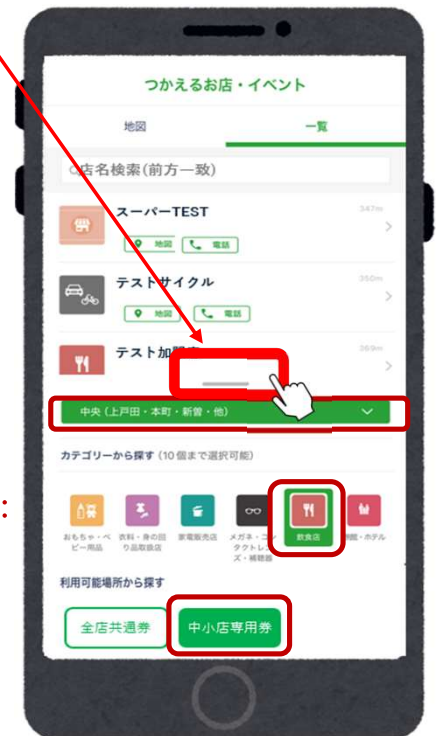 つかえるお店・イベント
地図 一覧
店名検索(前方一致)
スーパーTEST 347m
地図 電話
テストサイクル 350m
地図 電話
テスト加 369m
中央(上戸田・本町・新曽・他)
カテゴリーから探す(10個まで選択可能)
:
おもちゃ・ベビー用品 衣料・身の回り品取扱店 家電販売店 メガネ・コンタクトレンズ・補聴器 飲食店 ・ホテル
利用可能場所から探す
全店共通券 中小店専用券